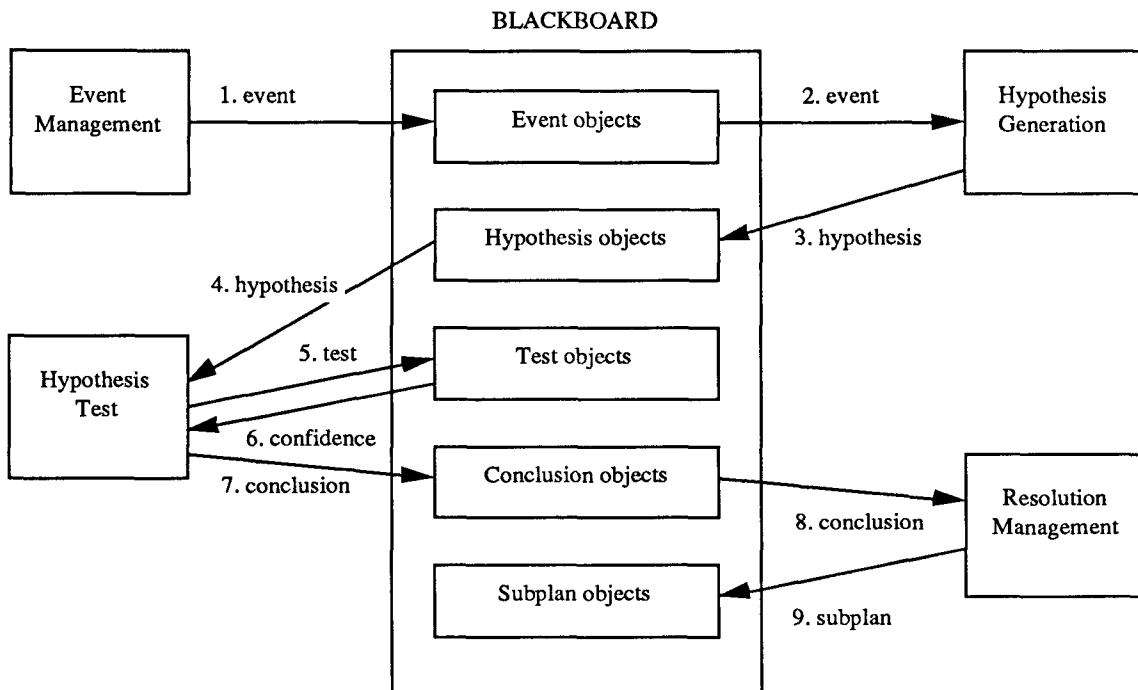 BLACKBOARD
Event
Management
1. event
Event objects
2. event
Hypothesis
Generation
Hypothesis objects
3. hypothesis
4. hypothesis
Hypothesis
Test
5. test
Test objects
6. confidence
7. conclusion
Conclusion objects
8. conclusion
Resolution
Management
Subplan objects
9. subplan